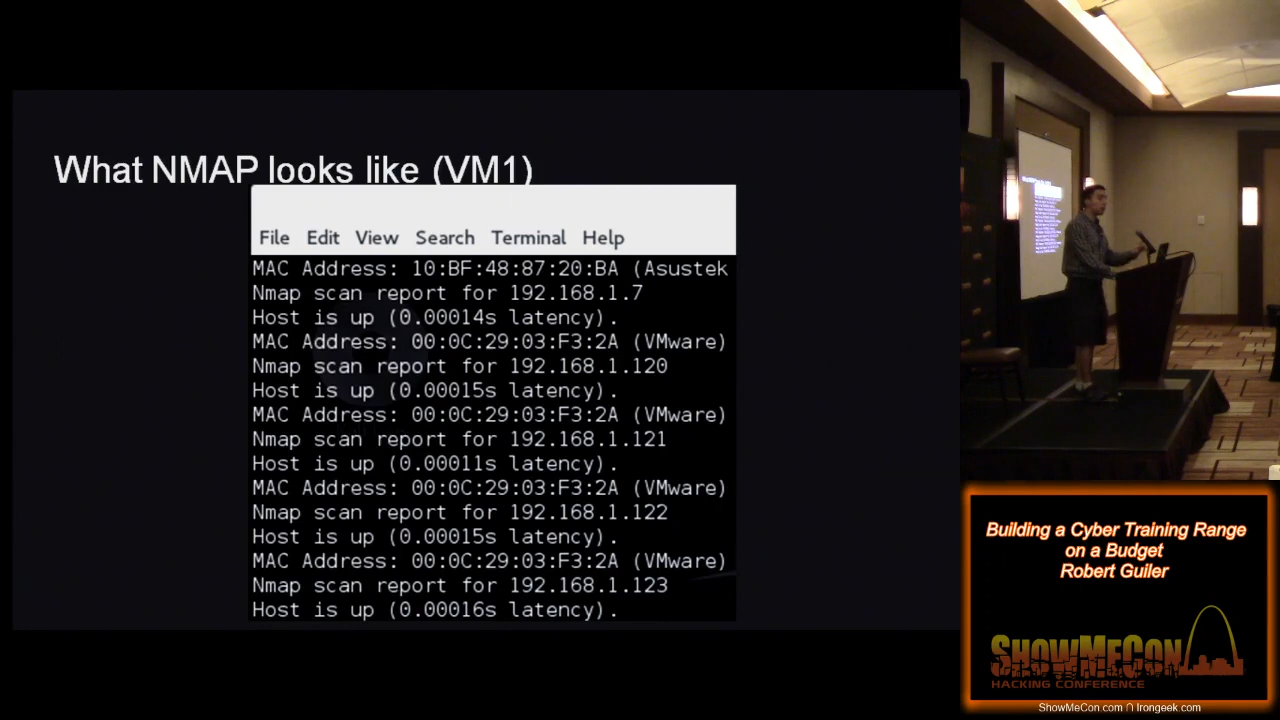 What NMAP looks like (VM1)
File Edit View Search Terminal Help
MAC Address: 10:BF:48:87:20:BA (Asustek
Nmap scan report for 192.168.1.7
Host is up (0.00014s latency).
MAC Address: 00:0C:29:03:F3:2A (VMware)
Nmap scan report for 192.168.1.120
Host is up (0.00015s latency).
MAC Address: 00:0C:29:03:F3:2A (VMware)
Nmap scan report for 192.168.1.121
Host is up (0.00011s latency).
MAC Address: 00:0C:29:03:F3:2A (VMware)
Nmap scan report for 192.168.1.122
Host is up (0.00015s latency).
MAC Address: 00:0C:29:03:F3:2A (VMware)
Nmap scan report for 192.168.1.123
Host is up (0.00016s latency).
Building a Cyber Training Range
on a Budget
Robert Guiler
SHOWMECON
HACKING CONFERENCE
ShowMeCon.com ∩ Irongeek.com